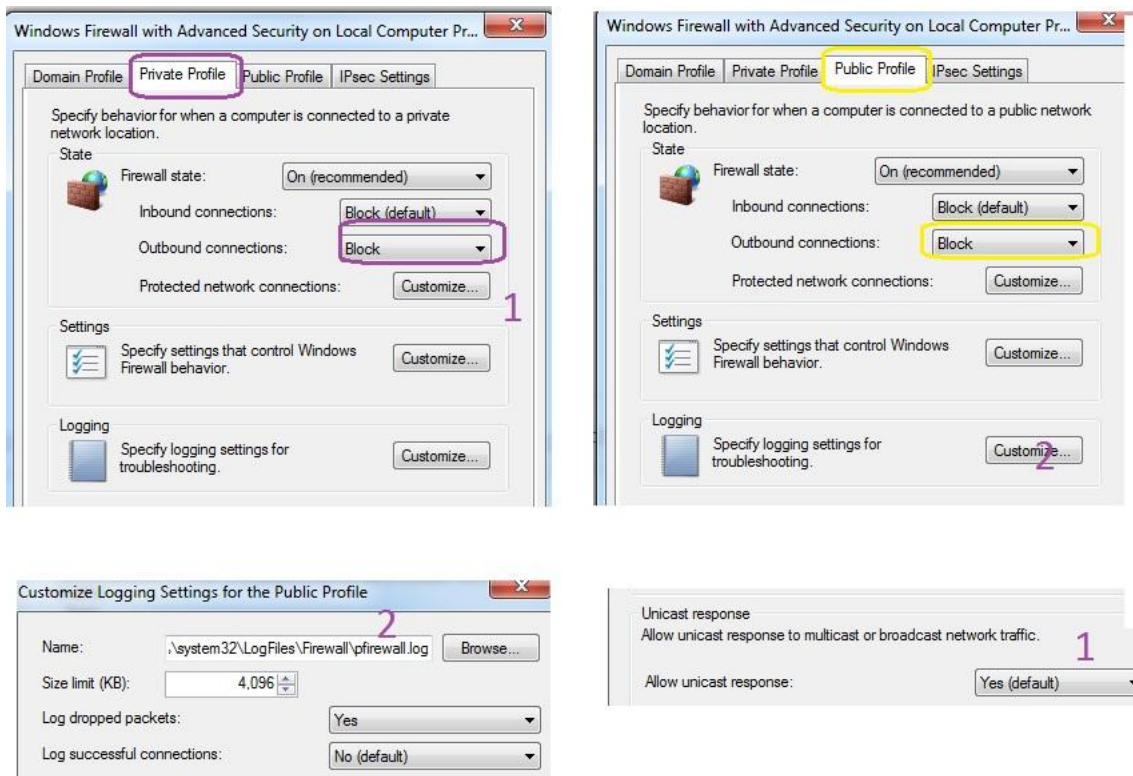 Windows Firewall with Advanced Security on Local Computer Pr...
Domain Profile Private Profile Public Profile IPsec Settings
Specify behavior for when a computer is connected to a private
network location.
State
Firewall state: On (recommended)
Inbound connections: Block (default)
Outbound connections: Block
Protected network connections: Customize...
1
Settings
Specify settings that control Windows
Firewall behavior.
Customize...
Logging
Specify logging settings for
troubleshooting.
Customize...
Windows Firewall with Advanced Security on Local Computer Pr...
Domain Profile Private Profile Public Profile IPsec Settings
Specify behavior for when a computer is connected to a public network
location.
State
Firewall state: On (recommended)
Inbound connections: Block (default)
Outbound connections: Block
Protected network connections: Customize...
Settings
Specify settings that control Windows
Firewall behavior.
Customize...
Logging
Specify logging settings for
troubleshooting.
Customize...
2
Customize Logging Settings for the Public Profile
2
Name: .\system32\LogFiles\Firewall\pfirewall.log Browse...
Size limit (KB): 4,096
Log dropped packets: Yes
Log successful connections: No (default)
Unicast response
Allow unicast response to multicast or broadcast network traffic.
1
Allow unicast response: Yes (default)